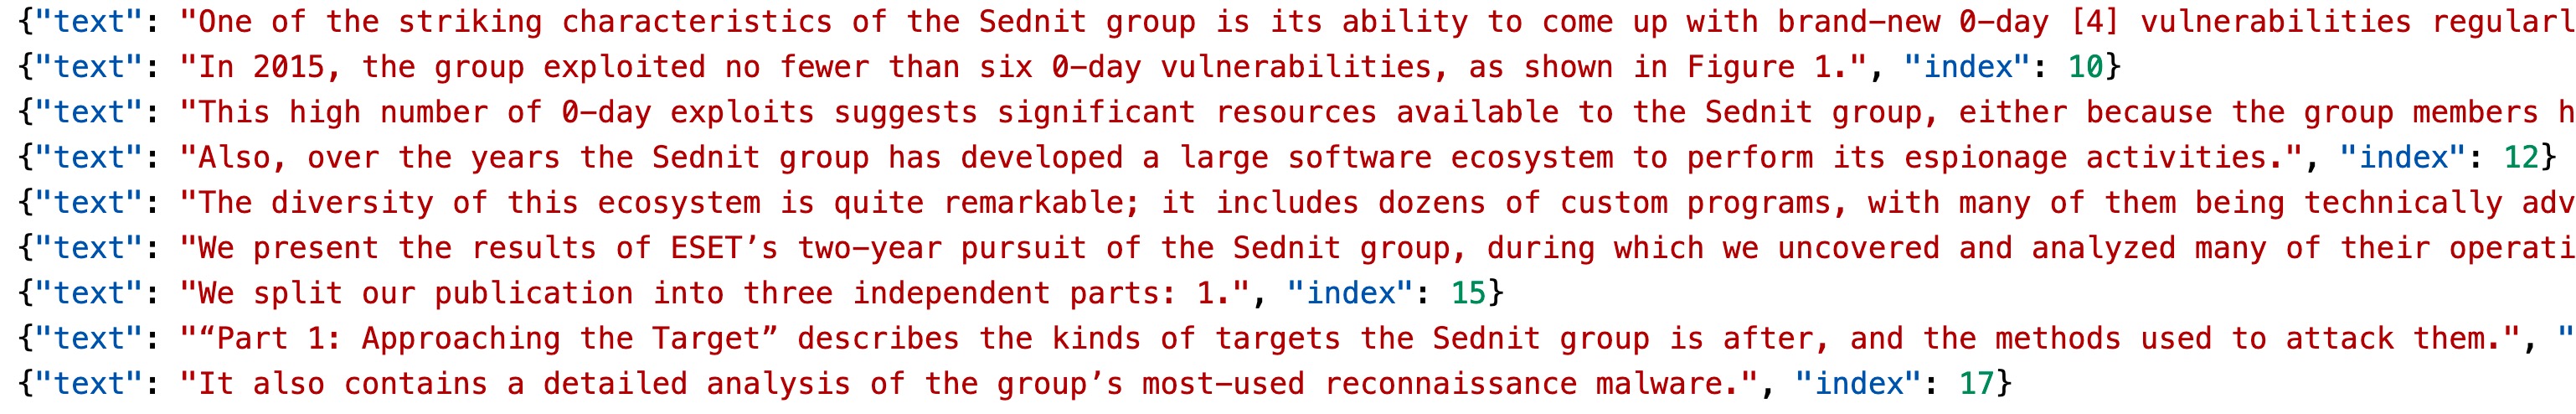 {"text": "One of the striking characteristics of the Sednit group is its ability to come up with brand-new 0-day [4] vulnerabilities regularl
{"text": "In 2015, the group exploited no fewer than six 0-day vulnerabilities, as shown in Figure 1.", "index": 10}
{"text": "This high number of 0-day exploits suggests significant resources available to the Sednit group, either because the group members h
{"text": "Also, over the years the Sednit group has developed a large software ecosystem to perform its espionage activities.", "index": 12}
{"text": "The diversity of this ecosystem is quite remarkable; it includes dozens of custom programs, with many of them being technically adv
{"text": "We present the results of ESET’s two-year pursuit of the Sednit group, during which we uncovered and analyzed many of their operati
{"text": "We split our publication into three independent parts: 1.", "index": 15}
{"text": "“Part 1: Approaching the Target” describes the kinds of targets the Sednit group is after, and the methods used to attack them.", "
{"text": "It also contains a detailed analysis of the group’s most-used reconnaissance malware.", "index": 17}